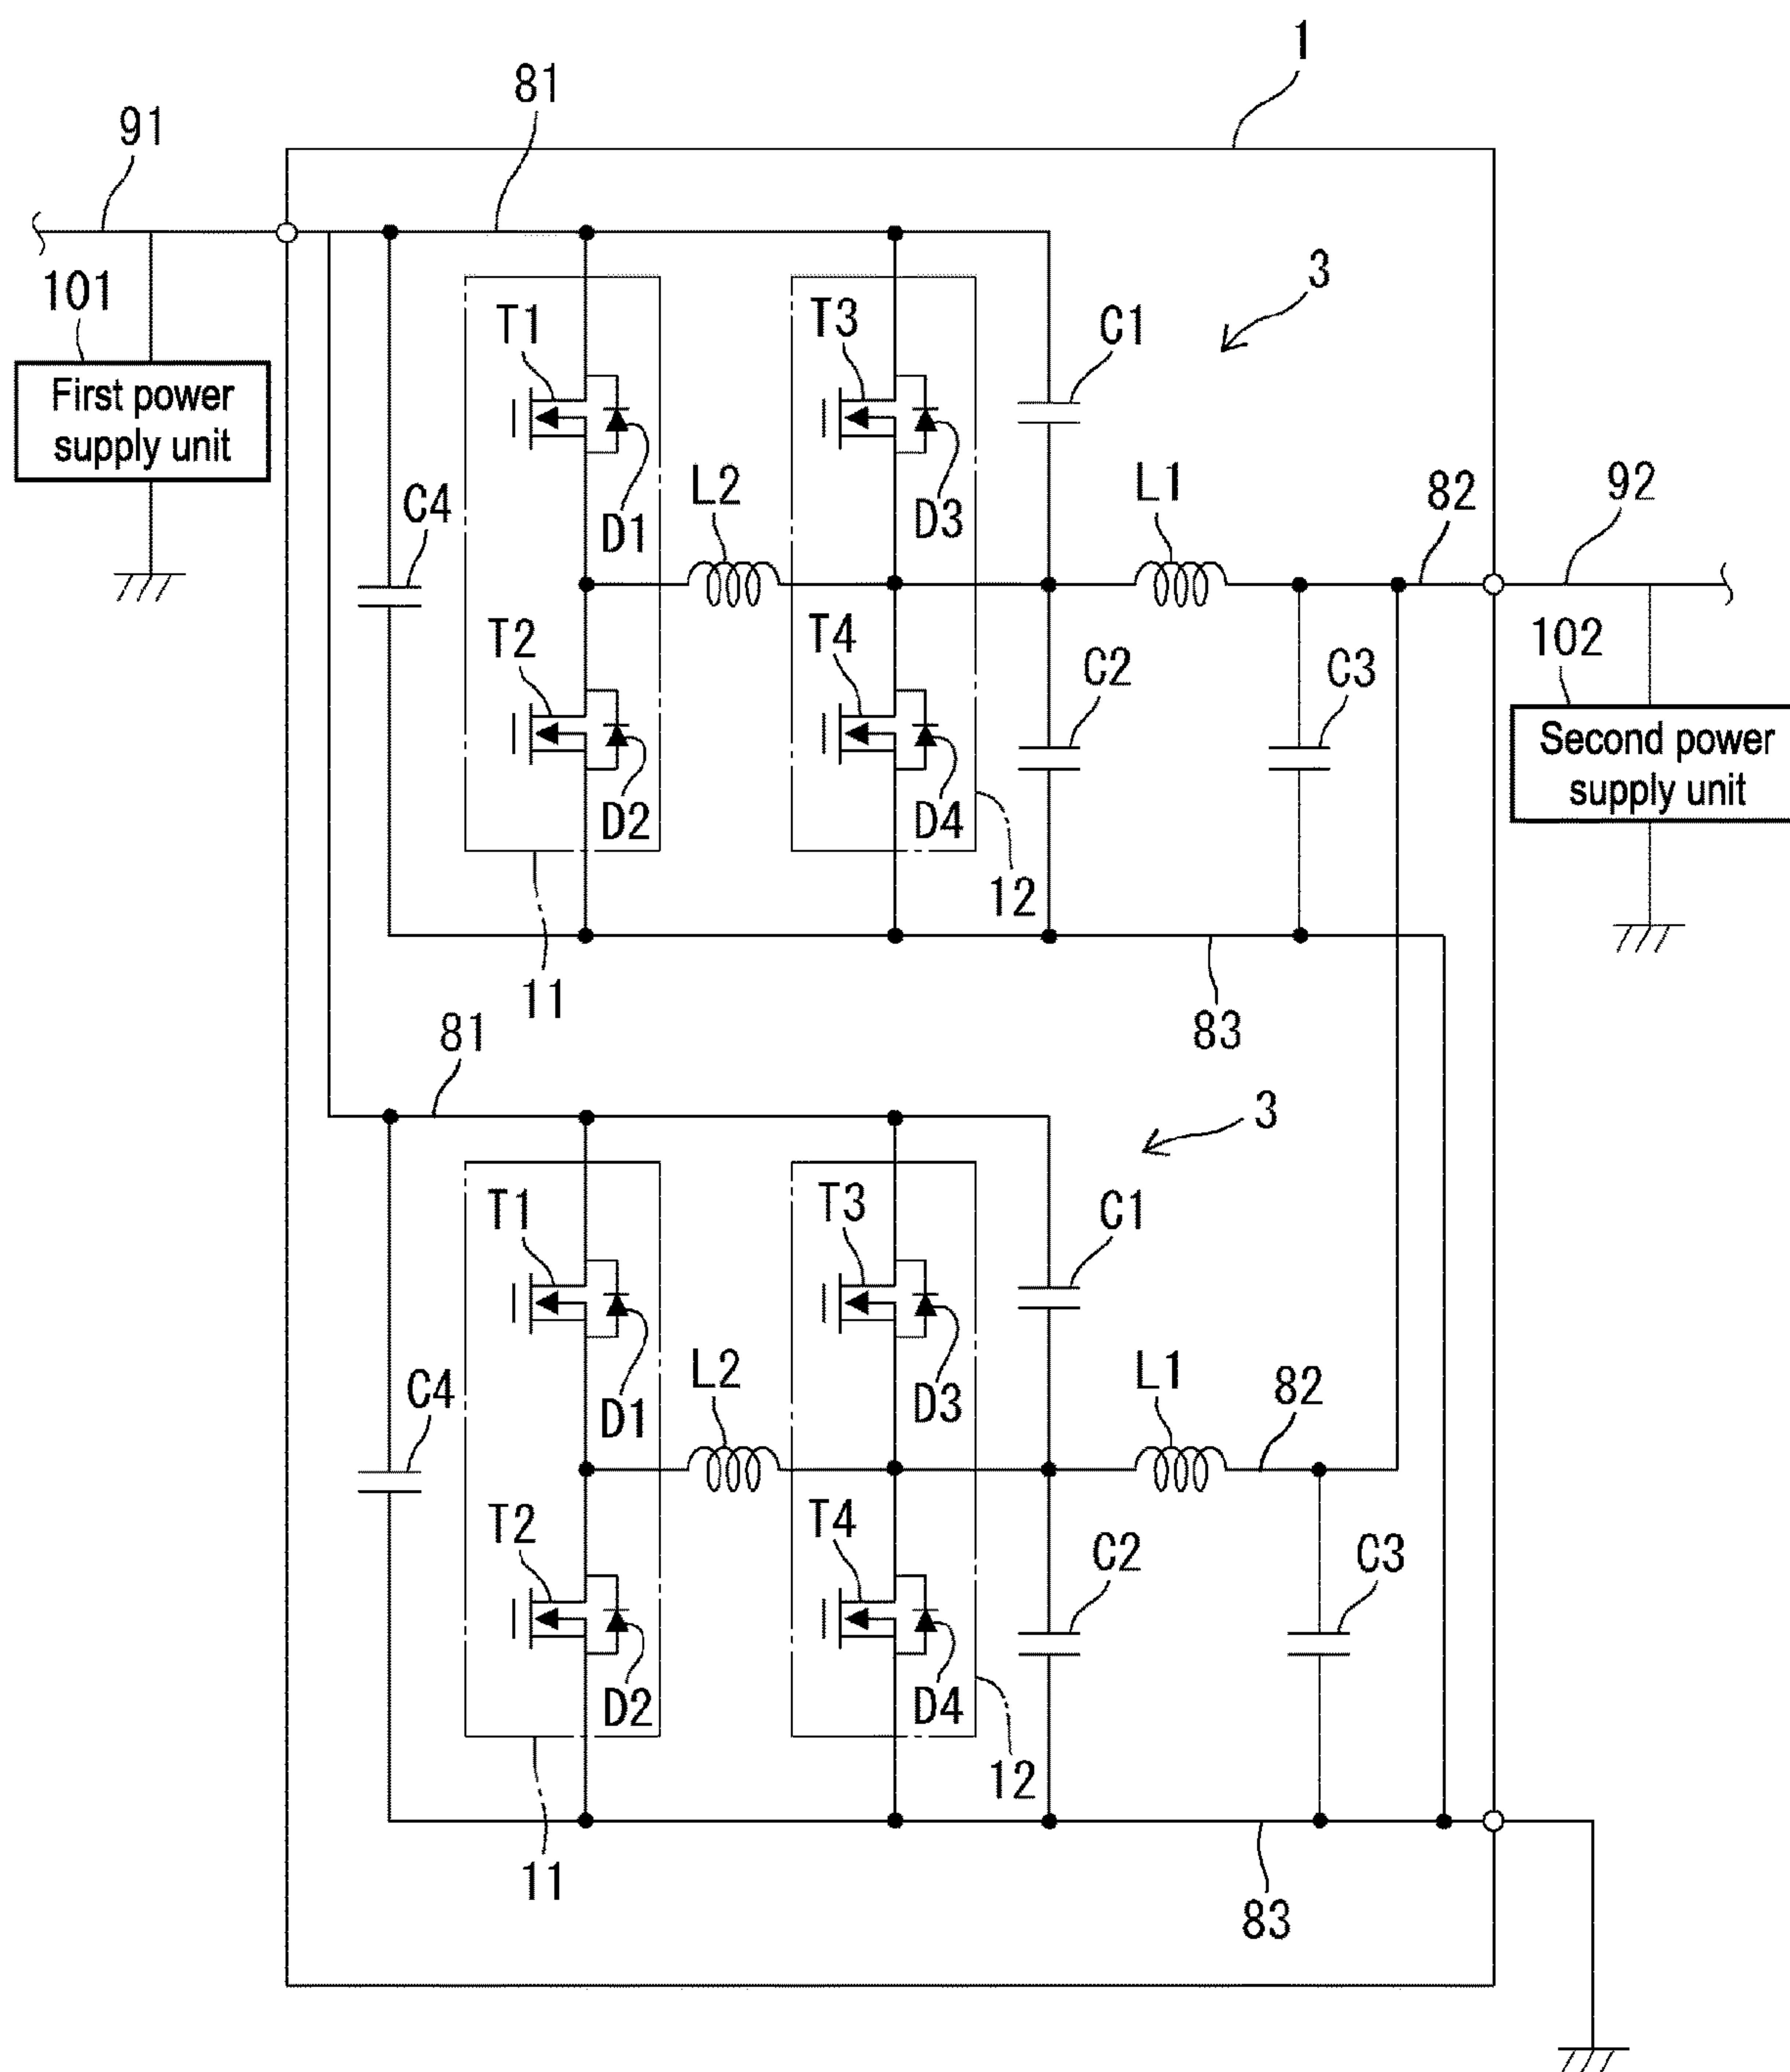 1
81
91
101
First power
supply unit
T1
T3
C1
3
D1
D3
C4
L2
L1
82
92
T2
T4
C2
C3
102
Second power
supply unit
D2
D4
12
11
83
81
3
T1
T3
C1
D1
D3
C4
L2
L1
82
T2
T4
C2
C3
D2
D4
12
11
83